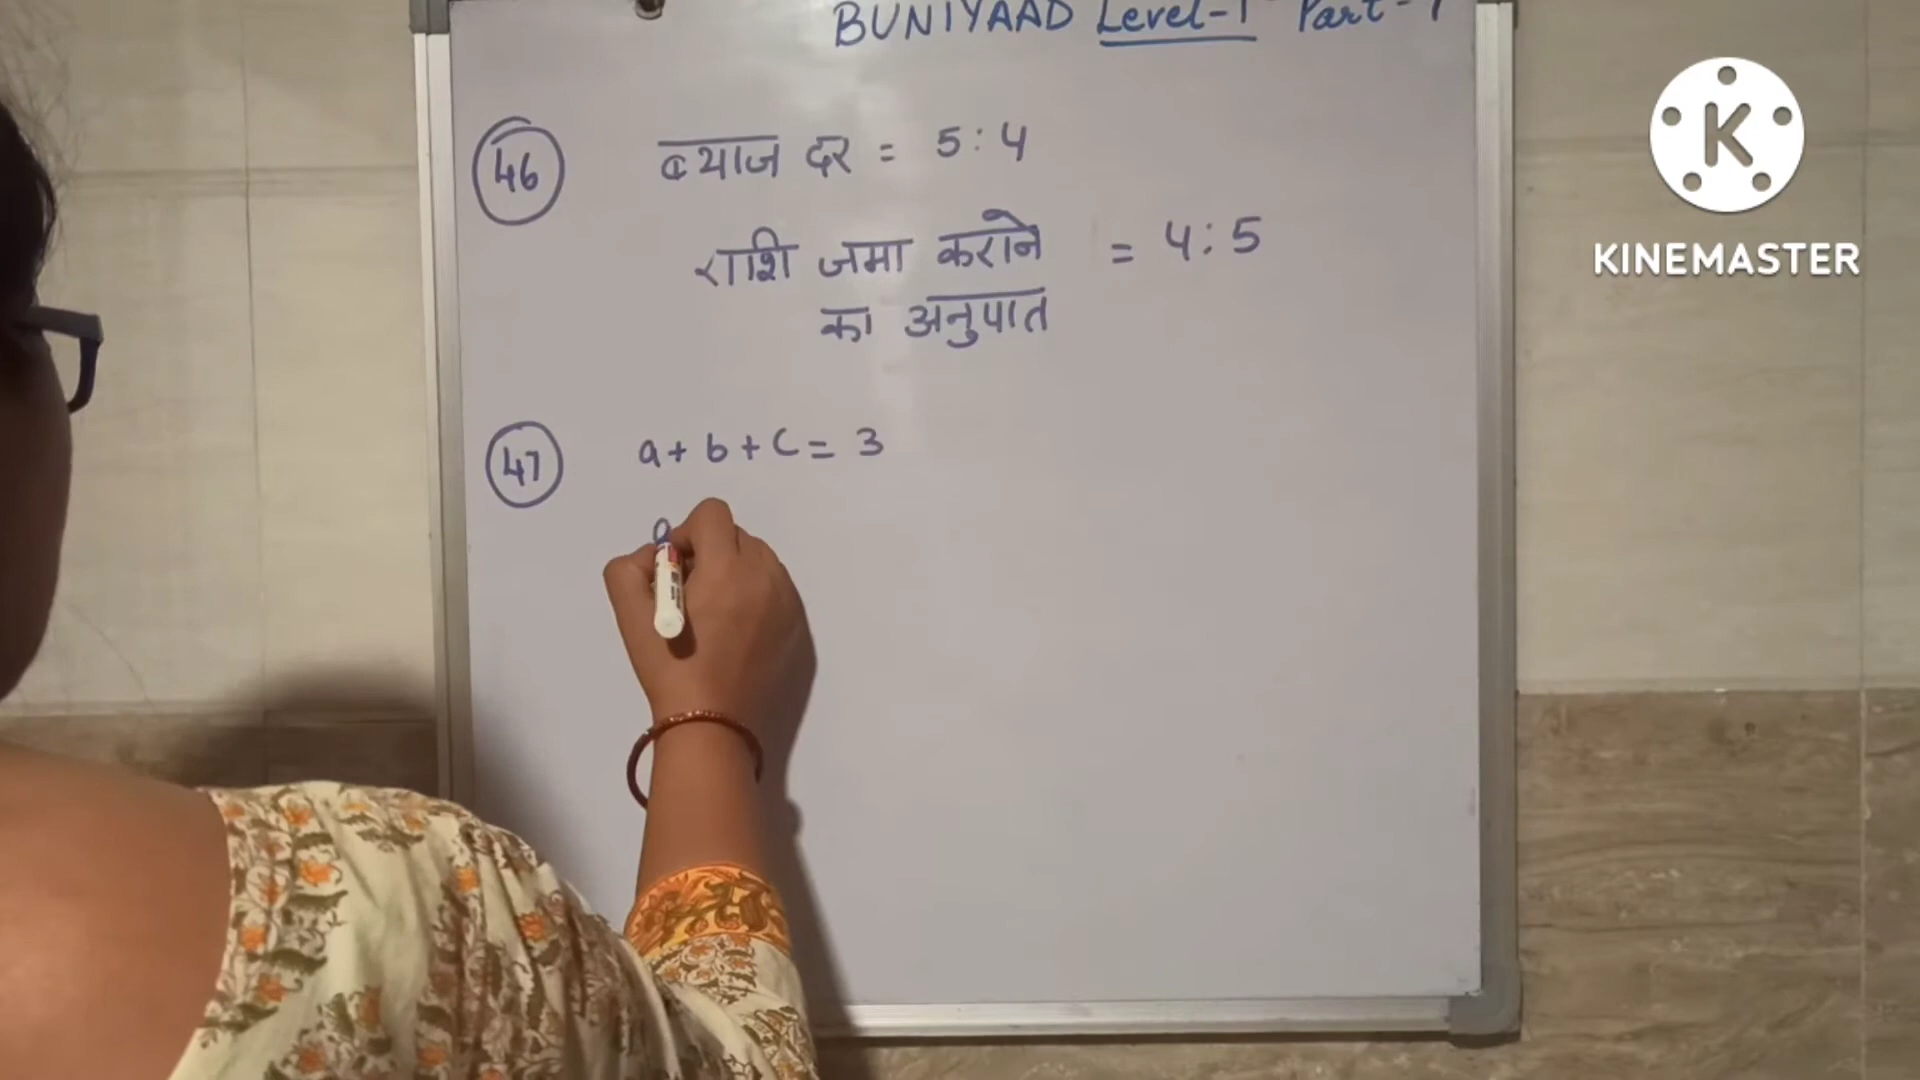 BUNIYAAD Level-1 Part-
46 ब्याज दर = 5:4
राशि जमा कराने = 4:5
का अनुपात
47 a+b+c= 3
a
K
KINEMASTER